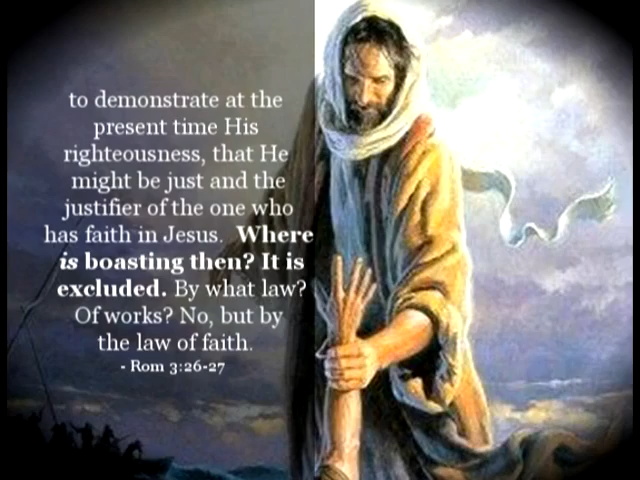 to demonstrate at the
present time His
righteousness, that He
might be just and the
justifier of the one who
has faith in Jesus. Where
is boasting then? It is
excluded. By what law?
Of works? No, but by
the law of faith.
- Rom 3:26-27